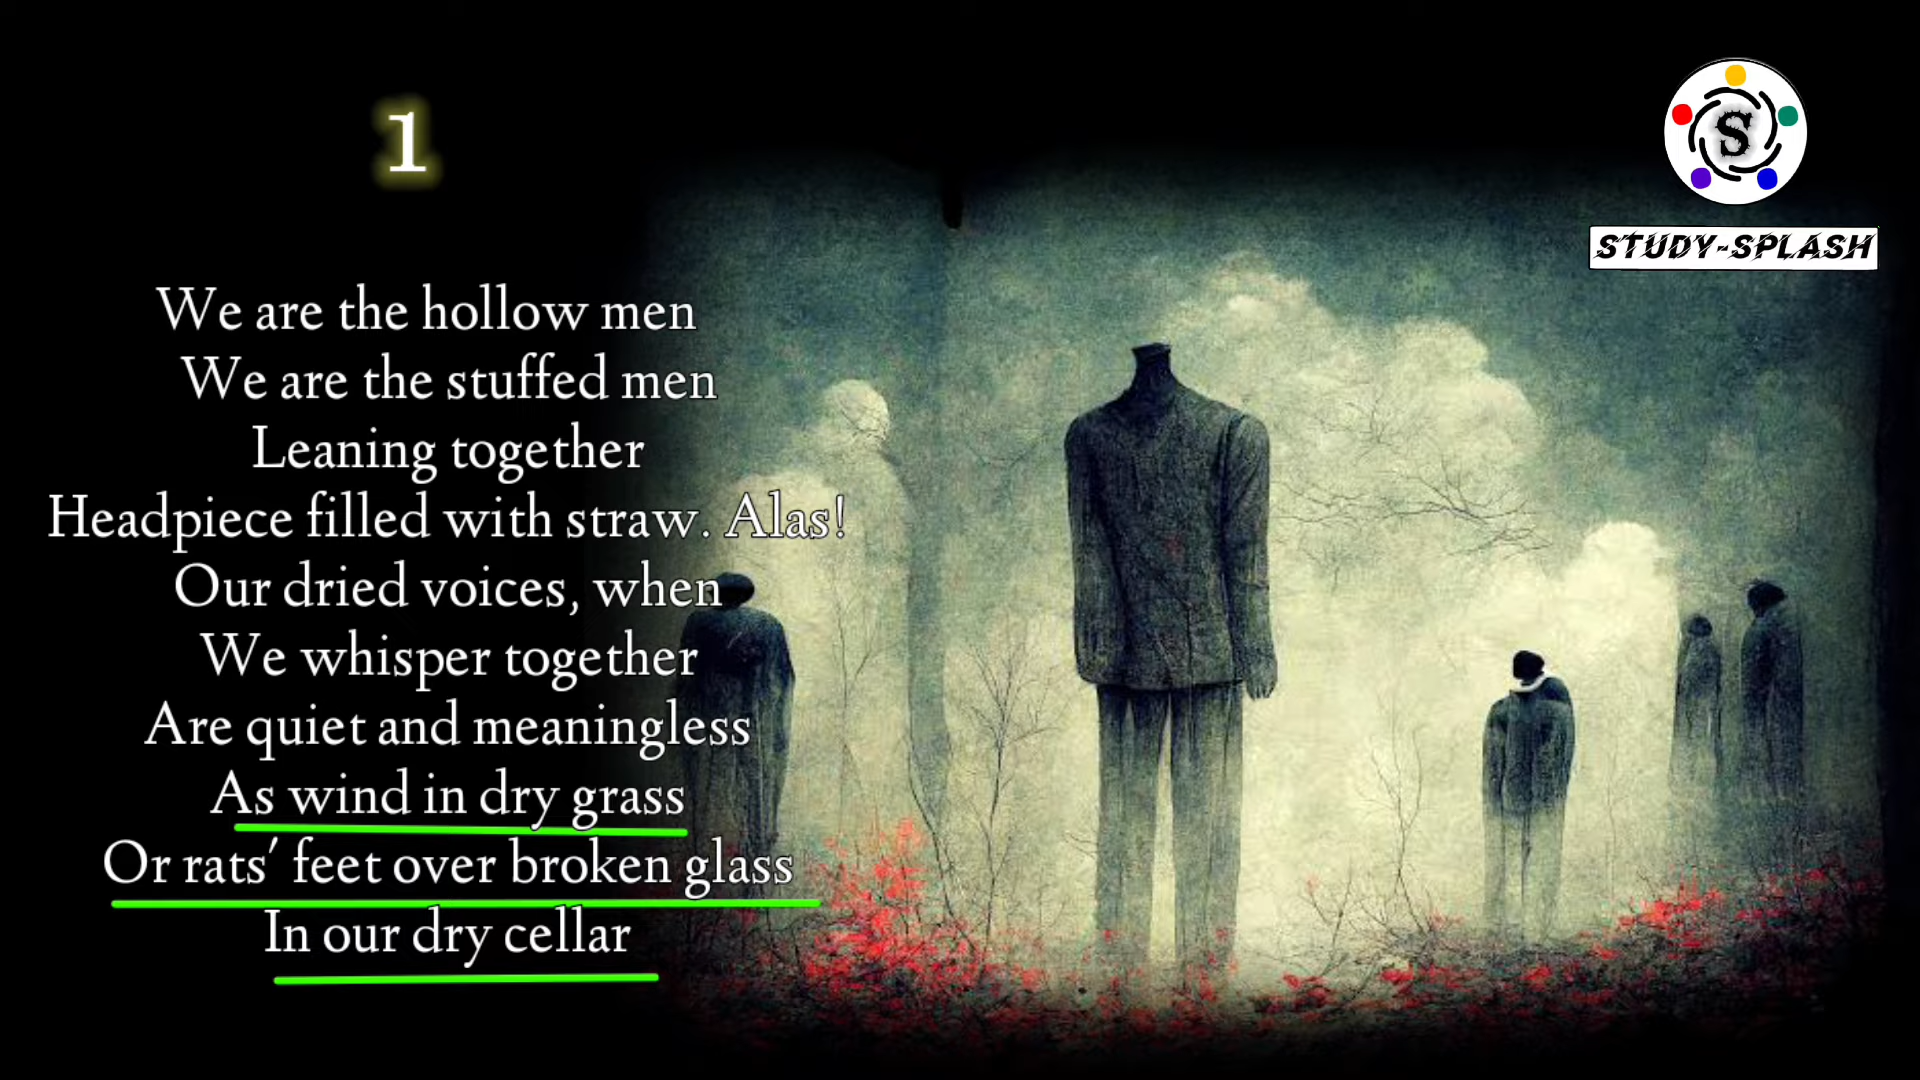 1
S
STUDY-SPLASH
We are the hollow men
We are the stuffed men
Leaning together
Headpiece filled with straw. Alas!
Our dried voices, when
We whisper together
Are quiet and meaningless
As wind in dry grass
Or rats' feet over broken glass
In our dry cellar